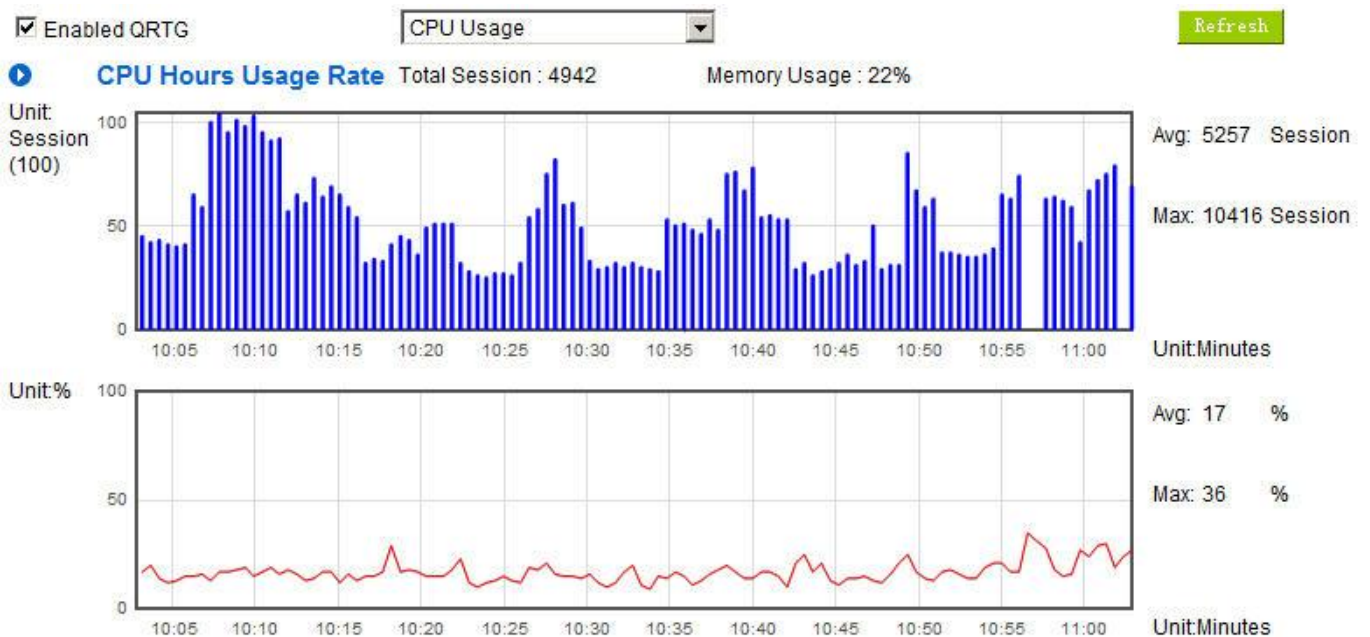 Enabled QRTG CPU Usage Refresh
CPU Hours Usage Rate Total Session : 4942 Memory Usage : 22%
Unit:
Session
(100)
100
50
0
10:05 10:10 10:15 10:20 10:25 10:30 10:35 10:40 10:45 10:50 10:55 11:00
Avg: 5257 Session
Max: 10416 Session
Unit:Minutes
Unit:%
100
50
0
10:05 10:10 10:15 10:20 10:25 10:30 10:35 10:40 10:45 10:50 10:55 11:00
Avg: 17 %
Max: 36 %
Unit:Minutes